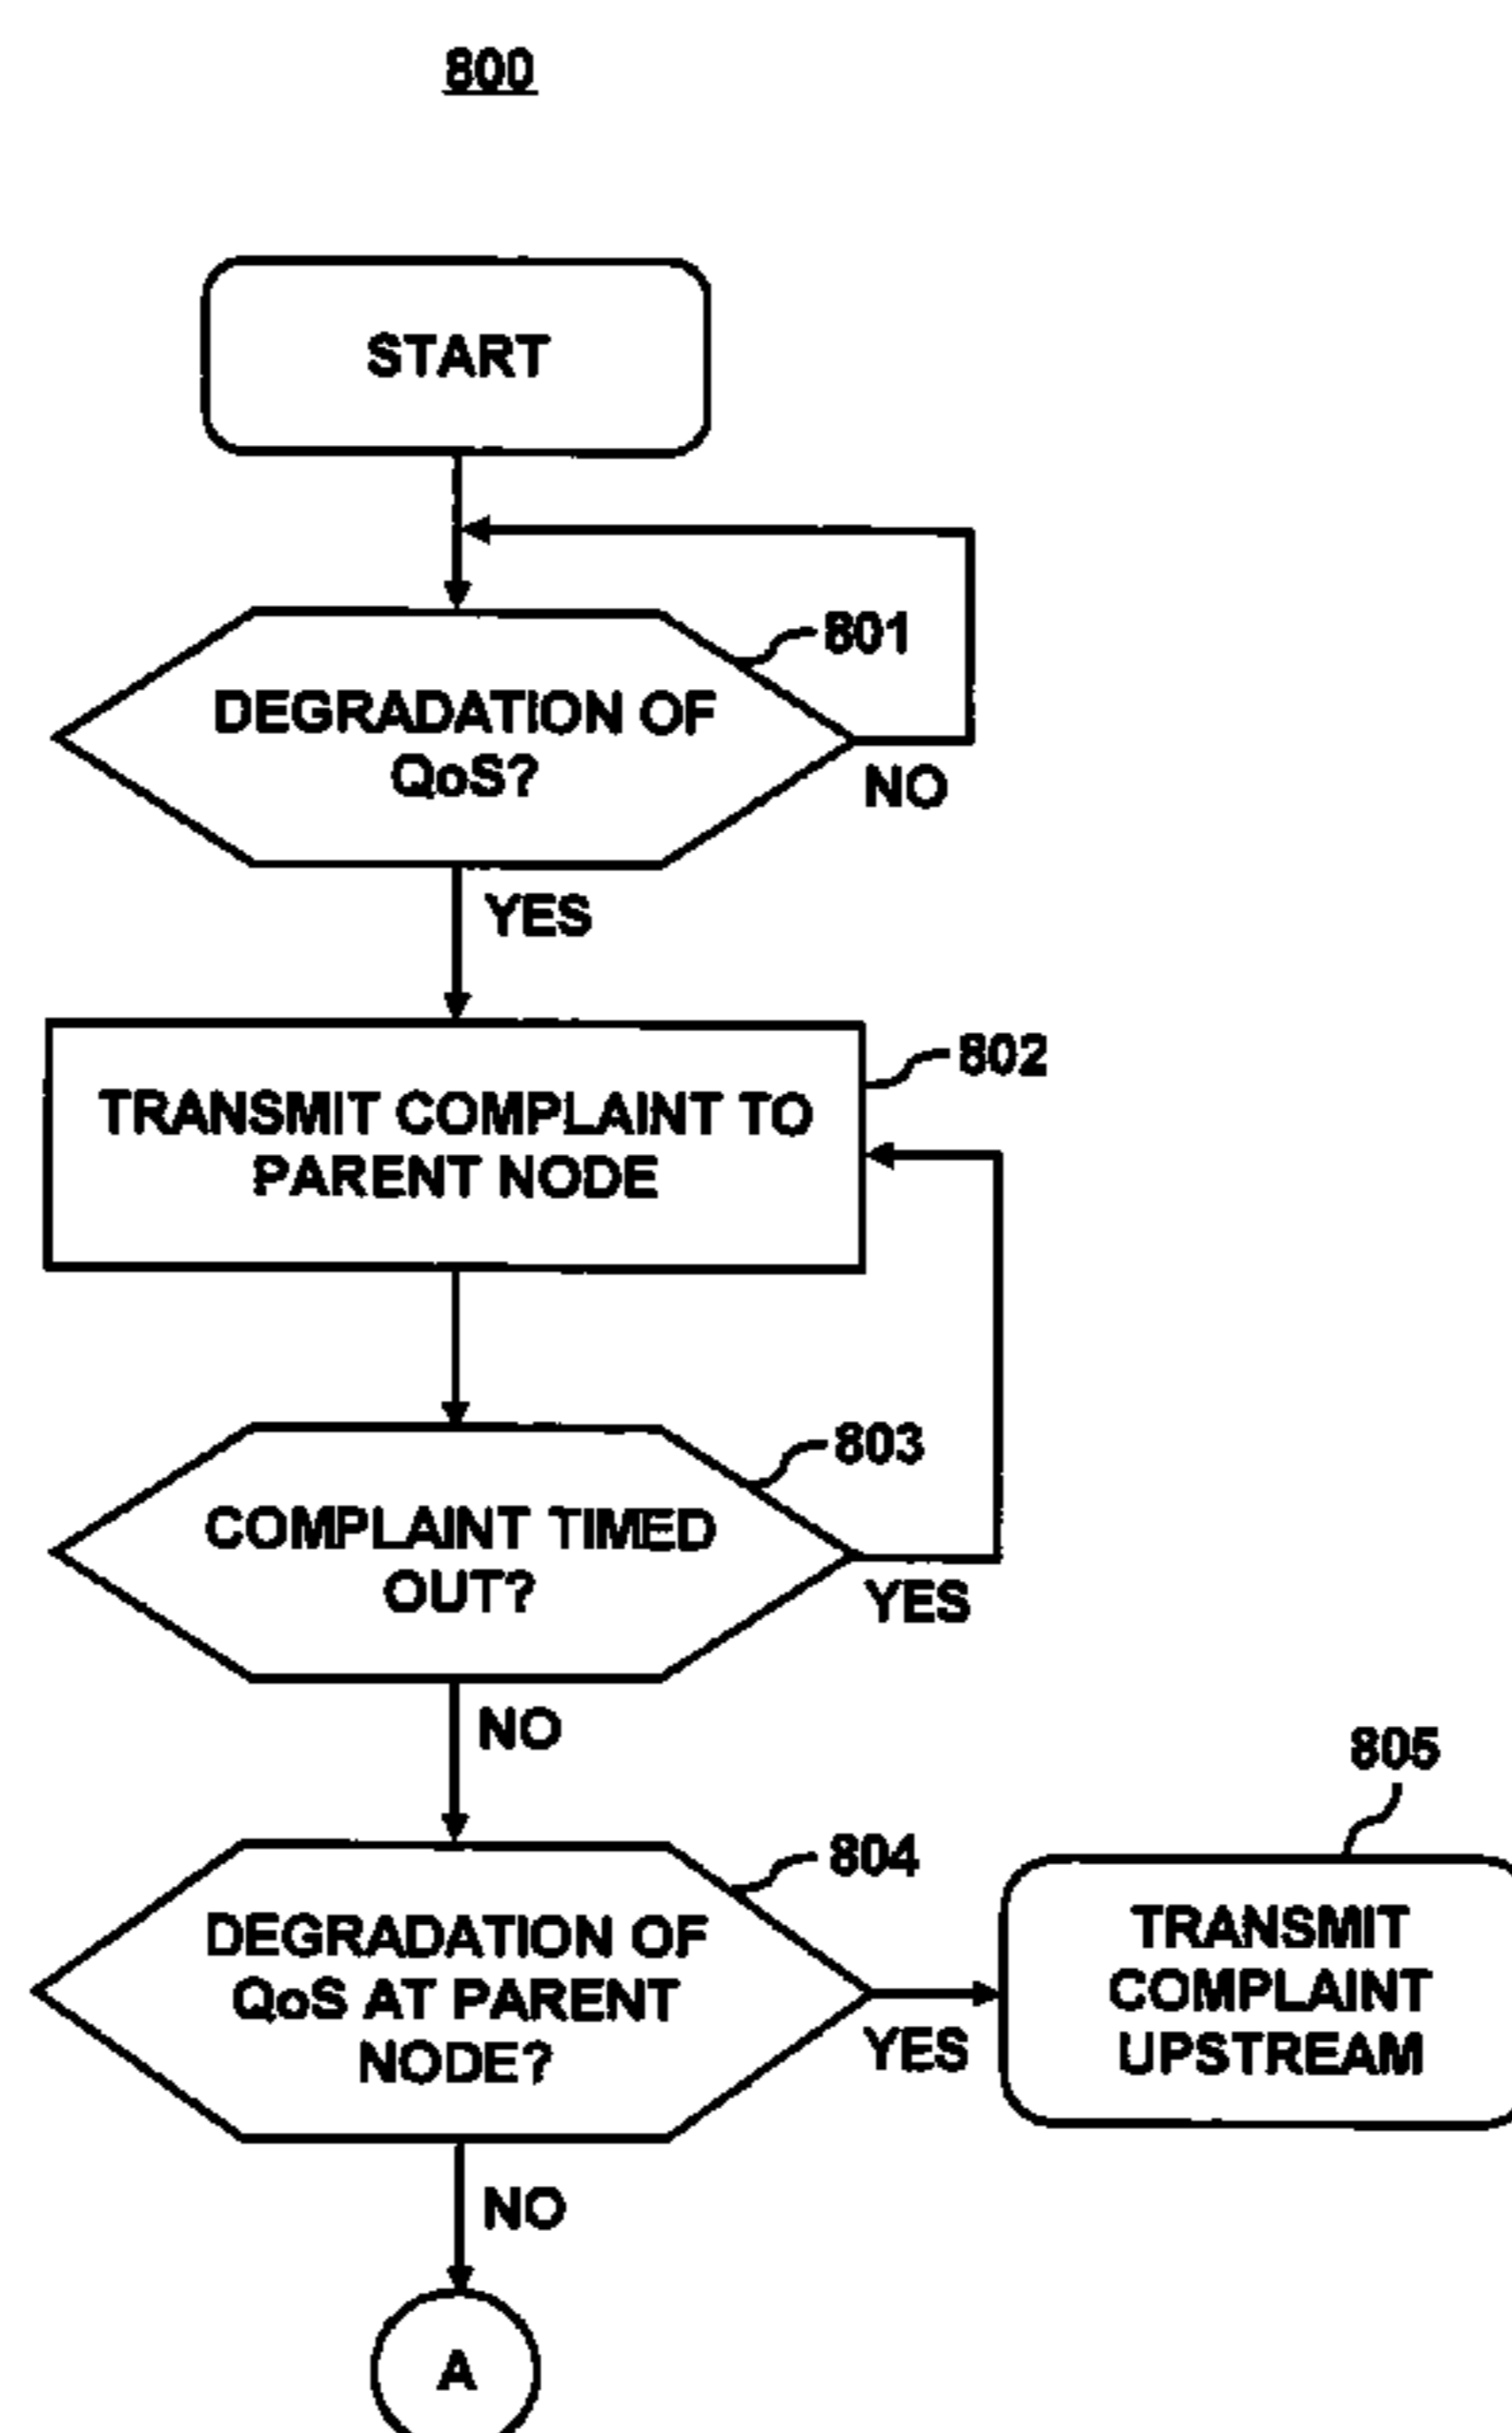 800
START
801
DEGRADATION OF
QoS?
NO
YES
802
TRANSMIT COMPLAINT TO
PARENT NODE
803
COMPLAINT TIMED
OUT?
YES
NO
805
804
DEGRADATION OF
QoS AT PARENT
NODE?
YES
TRANSMIT
COMPLAINT
UPSTREAM
NO
A